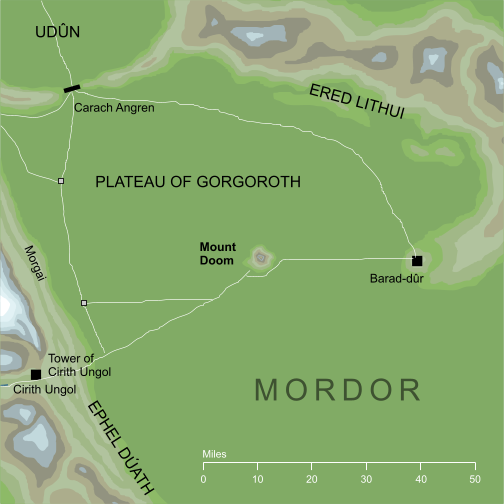 UDÛN
Carach Angren
ERED LITHUI
PLATEAU OF GORGOROTH
Morgai
Mount
Doom
Barad-dûr
Tower of
Cirith Ungol
Cirith Ungol
MORDOR
EPHEL DÚATH
Miles
0 10 20 30 40 50